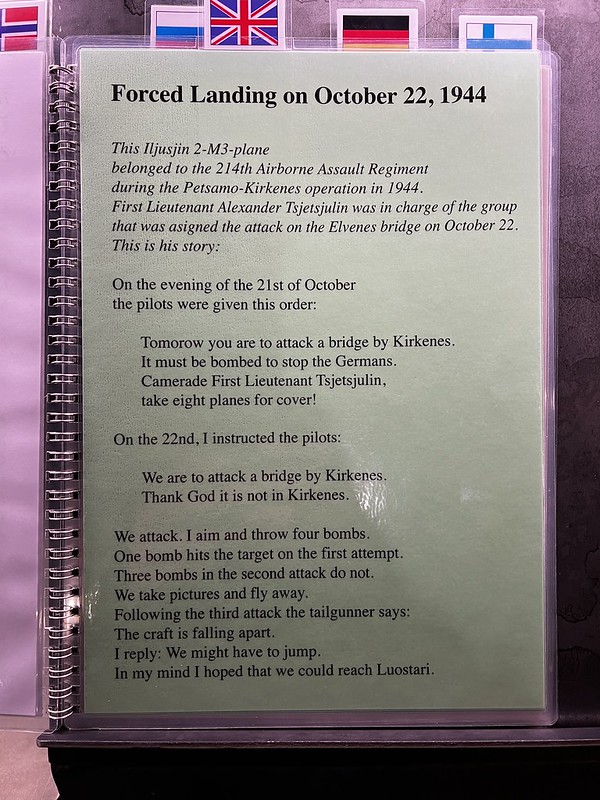 Forced Landing on October 22, 1944
This Iljusjin 2-M3-plane
belonged to the 214th Airborne Assault Regiment
during the Petsamo-Kirkenes operation in 1944.
First Lieutenant Alexander Tsjetsjulin was in charge of the group
that was asigned the attack on the Elvenes bridge on October 22.
This is his story:
On the evening of the 21st of October
the pilots were given this order:
Tomorow you are to attack a bridge by Kirkenes.
It must be bombed to stop the Germans.
Camerade First Lieutenant Tsjetsjulin,
take eight planes for cover!
On the 22nd, I instructed the pilots:
We are to attack a bridge by Kirkenes.
Thank God it is not in Kirkenes.
We attack. I aim and throw four bombs.
One bomb hits the target on the first attempt.
Three bombs in the second attack do not.
We take pictures and fly away.
Following the third attack the tailgunner says:
The craft is falling apart.
I reply: We might have to jump.
In my mind I hoped that we could reach Luostari.